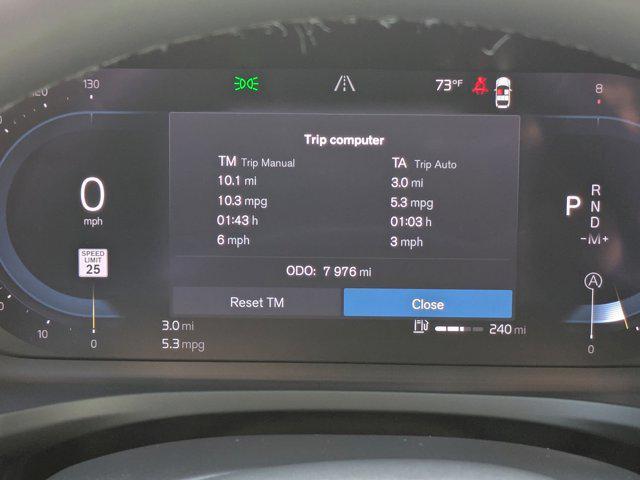 120
130
73°F
8
Trip computer
TM Trip Manual
TA Trip Auto
10.1 mi
3.0 mi
10.3 mpg
5.3 mpg
01:43 h
01:03 h
6 mph
3 mph
ODO: 7 976 mi
Reset TM
Close
0
mph
SPEED
LIMIT
25
P
R
N
D
-M+
A
10
0
3.0 mi
5.3 mpg
240 mi
0